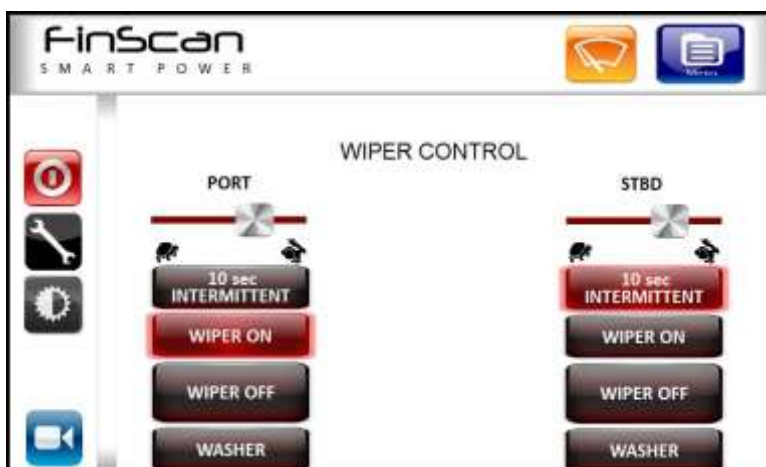 FinScan
SMART POWER
Menu
WIPER CONTROL
PORT
STBD
10 sec
INTERMITTENT
WIPER ON
WIPER OFF
WASHER
10 sec
INTERMITTENT
WIPER ON
WIPER OFF
WASHER